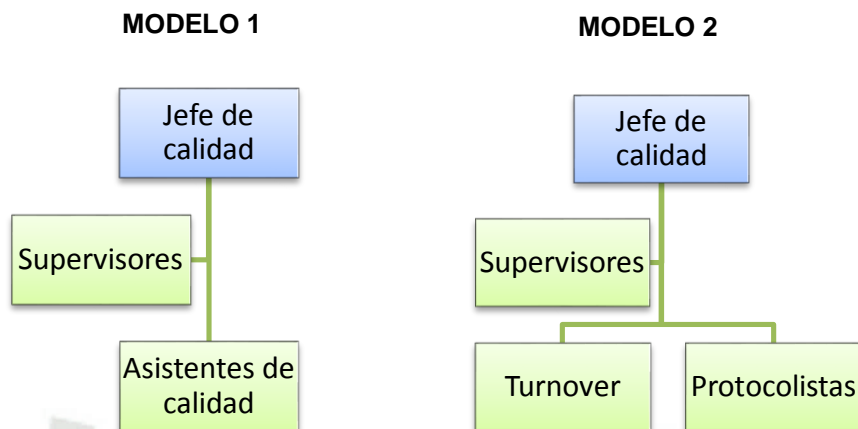 MODELO 1
Jefe de
calidad
Supervisores
Asistentes de
calidad
MODELO 2
Jefe de
calidad
Supervisores
Turnover
Protocolistas